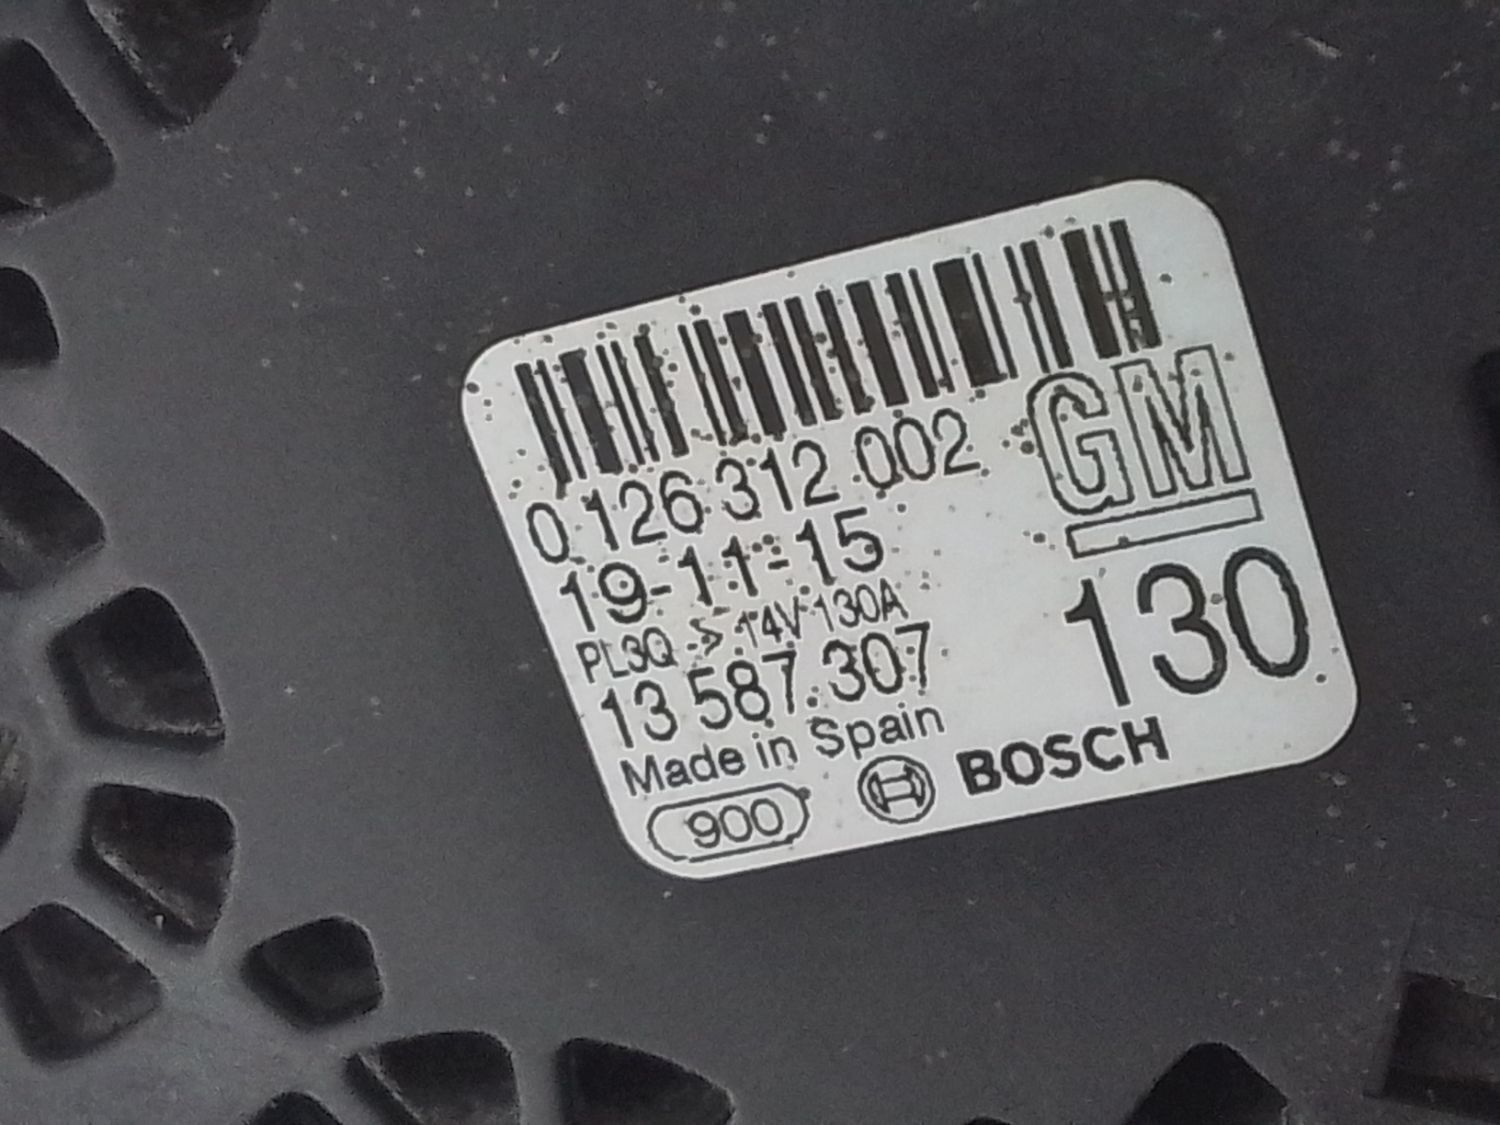 0 126 312 002
19-11-15
PL3Q -> 14V 130A
13 587 307
Made in Spain
900
GM
130
BOSCH